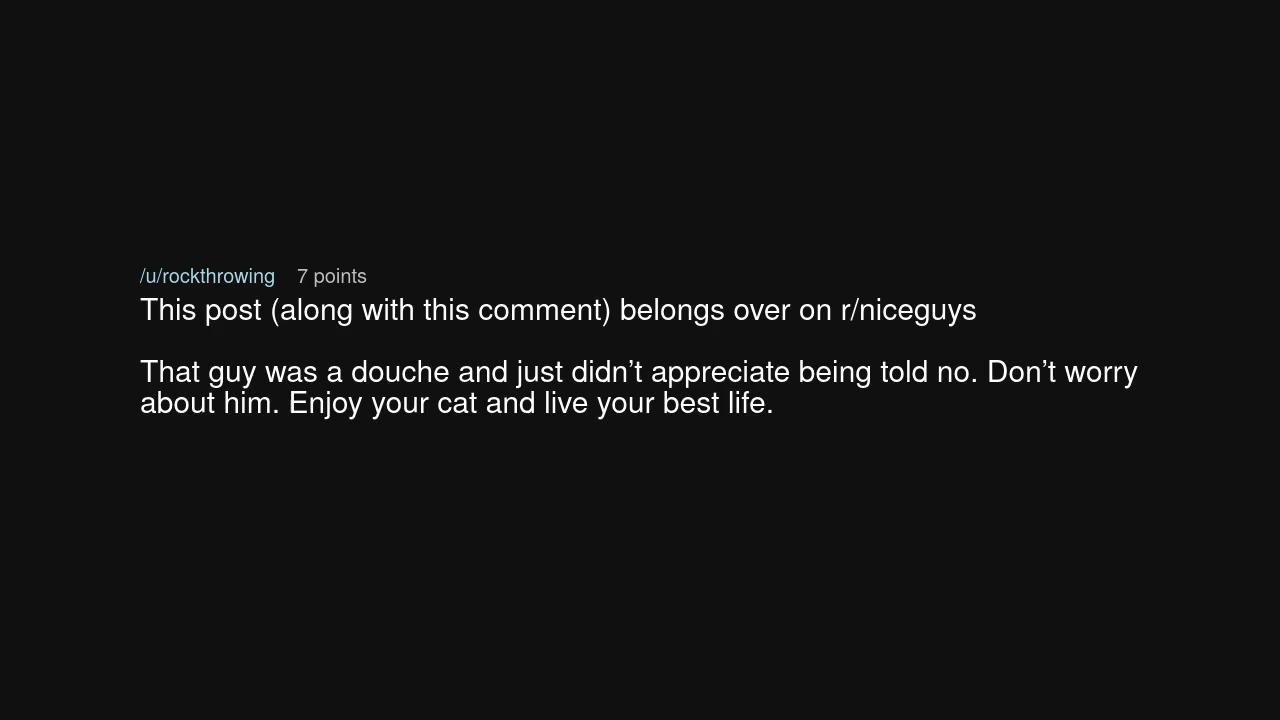 /u/rockthrowing 7 points
This post (along with this comment) belongs over on r/niceguys
That guy was a douche and just didn’t appreciate being told no. Don’t worry
about him. Enjoy your cat and live your best life.